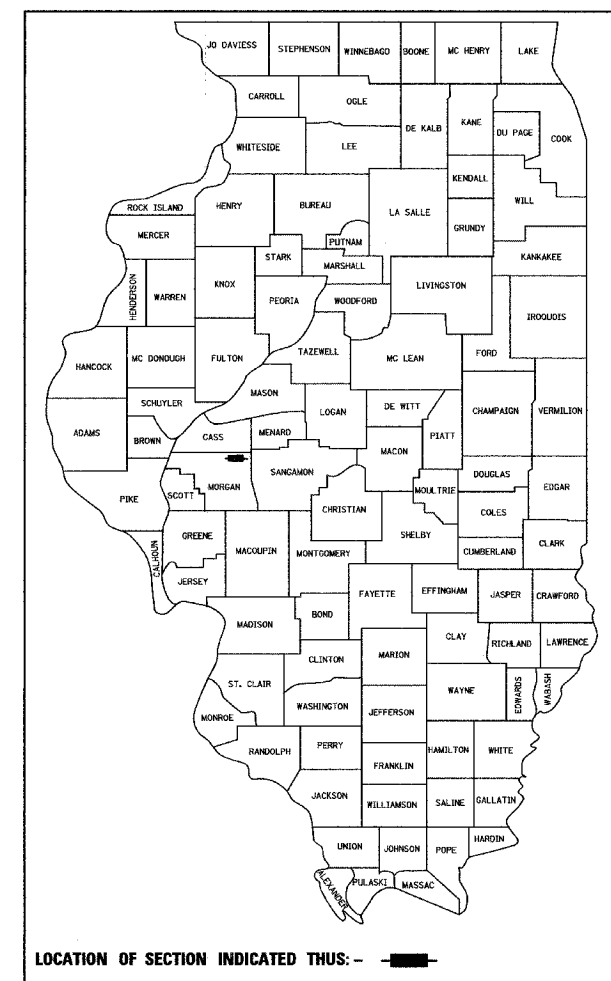 JO DAVIESS STEPHENSON WINNEBAGO BOONE MC HENRY LAKE
CARROLL OGLE DE KALB KANE DU PAGE COOK
WHITESIDE LEE
KENDALL WILL
ROCK ISLAND HENRY BUREAU LA SALLE
MERCER PUTNAM GRUNDY
STARK MARSHALL KANKAKEE
HENDERSON WARREN KNOX PEORIA WOODFORD LIVINGSTON
IROQUOIS
HANCOCK MC DONOUGH FULTON TAZEWELL MC LEAN FORD
SCHUYLER MASON
ADAMS BROWN CASS MENARD LOGAN DE WITT PIATT CHAMPAIGN VERMILION
MACON
PIKE SCOTT MORGAN SANGAMON MOULTRIE DOUGLAS EDGAR
CHRISTIAN COLES
CALHOUN GREENE MACOUPIN MONTGOMERY SHELBY CUMBERLAND CLARK
JERSEY
FAYETTE EFFINGHAM JASPER CRAWFORD
MADISON BOND
CLAY RICHLAND LAWRENCE
CLINTON MARION
ST. CLAIR WAYNE EDWARDS WABASH
WASHINGTON JEFFERSON
MONROE
RANDOLPH PERRY HAMILTON WHITE
FRANKLIN
JACKSON WILLIAMSON SALINE GALLATIN
UNION JOHNSON POPE HARDIN
ALEXANDER PULASKI MASSAC
LOCATION OF SECTION INDICATED THUS: -